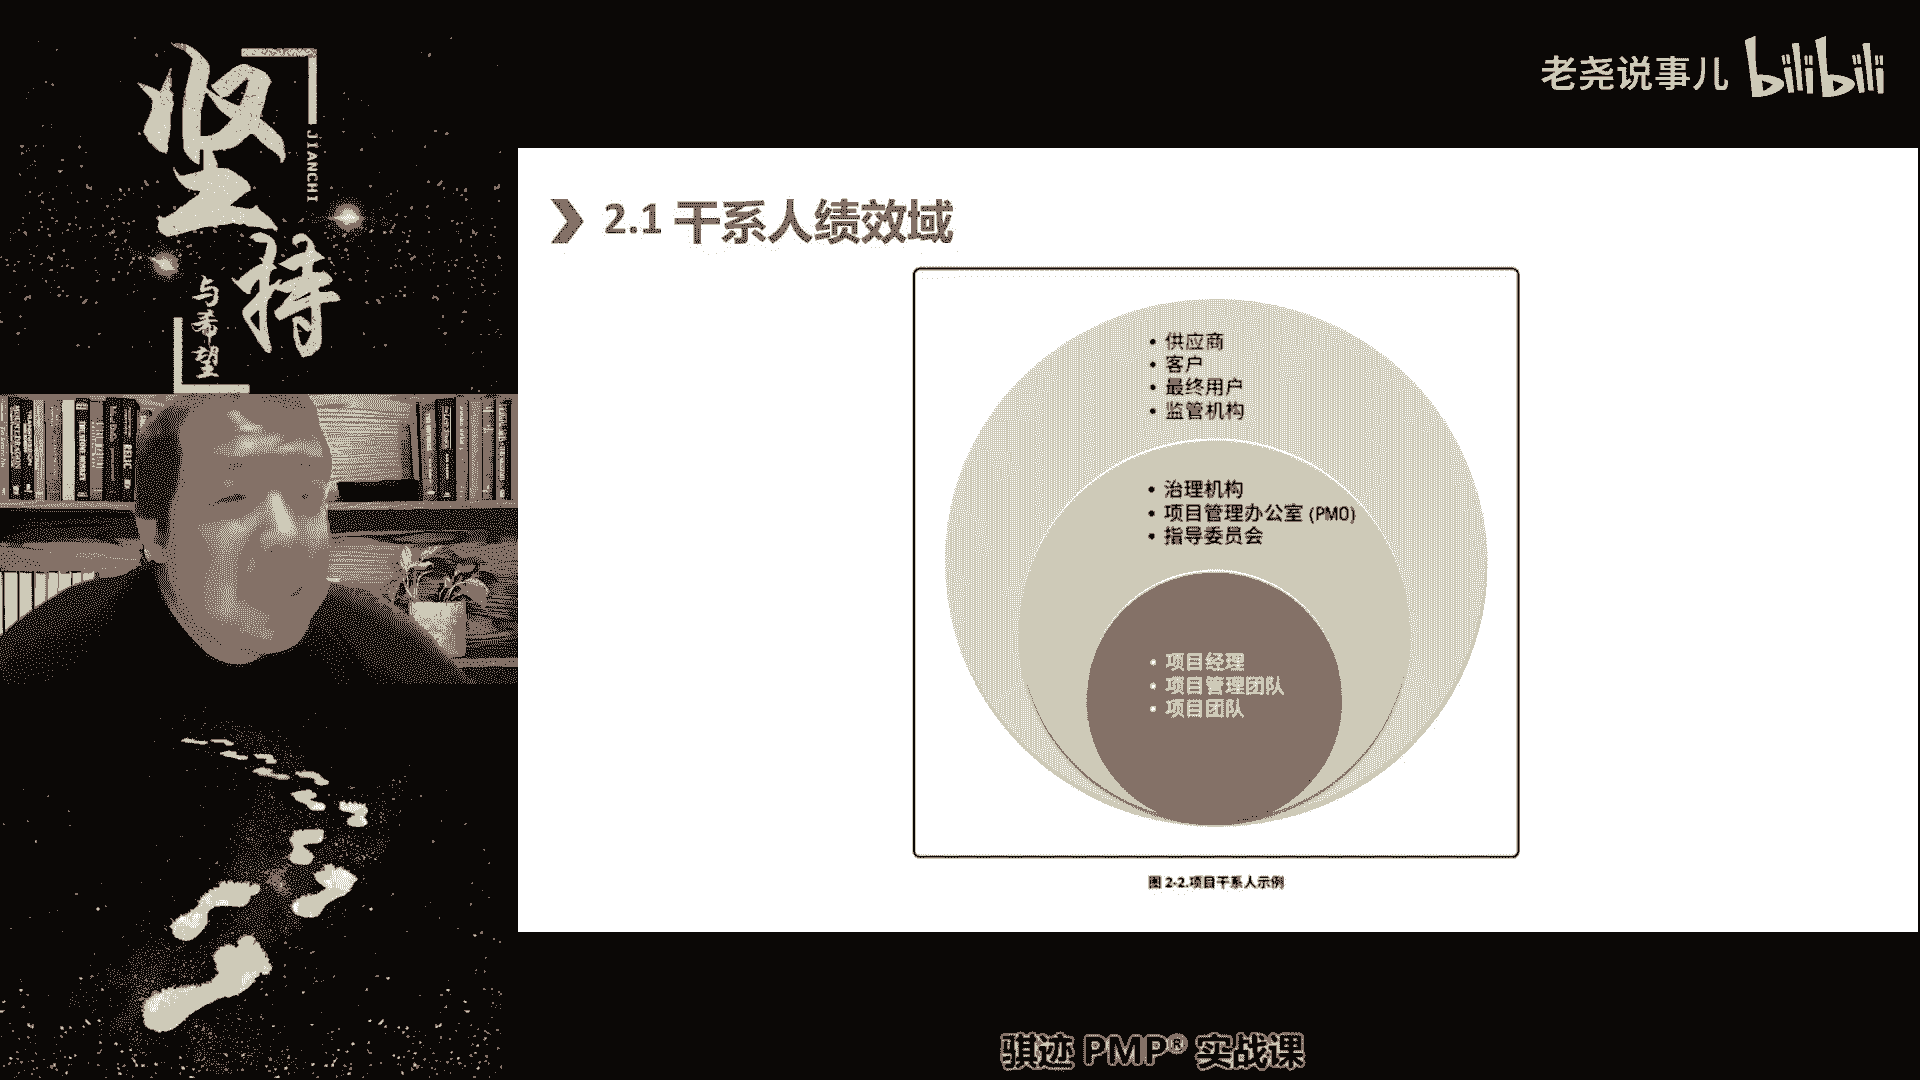 坚持
JIANCHI
与希望
老尧说事儿 bilibili
2.1 干系人绩效域
• 供应商
• 客户
• 最终用户
• 监管机构
• 治理机构
• 项目管理办公室 (PMO)
• 指导委员会
• 项目经理
• 项目管理团队
• 项目团队
图 2-2.项目干系人示例
骐迹 PMP® 实战课